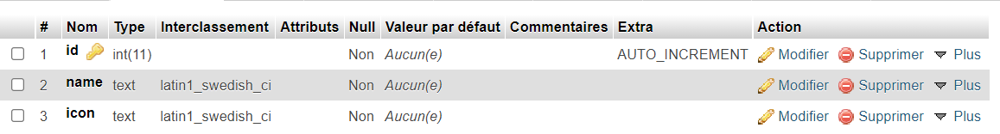 # Nom Type Interclassement Attributs Null Valeur par défaut Commentaires Extra Action
1 id int(11) Non Aucun(e) AUTO_INCREMENT Modifier Supprimer Plus
2 name text latin1_swedish_ci Non Aucun(e) Modifier Supprimer Plus
3 icon text latin1_swedish_ci Non Aucun(e) Modifier Supprimer Plus